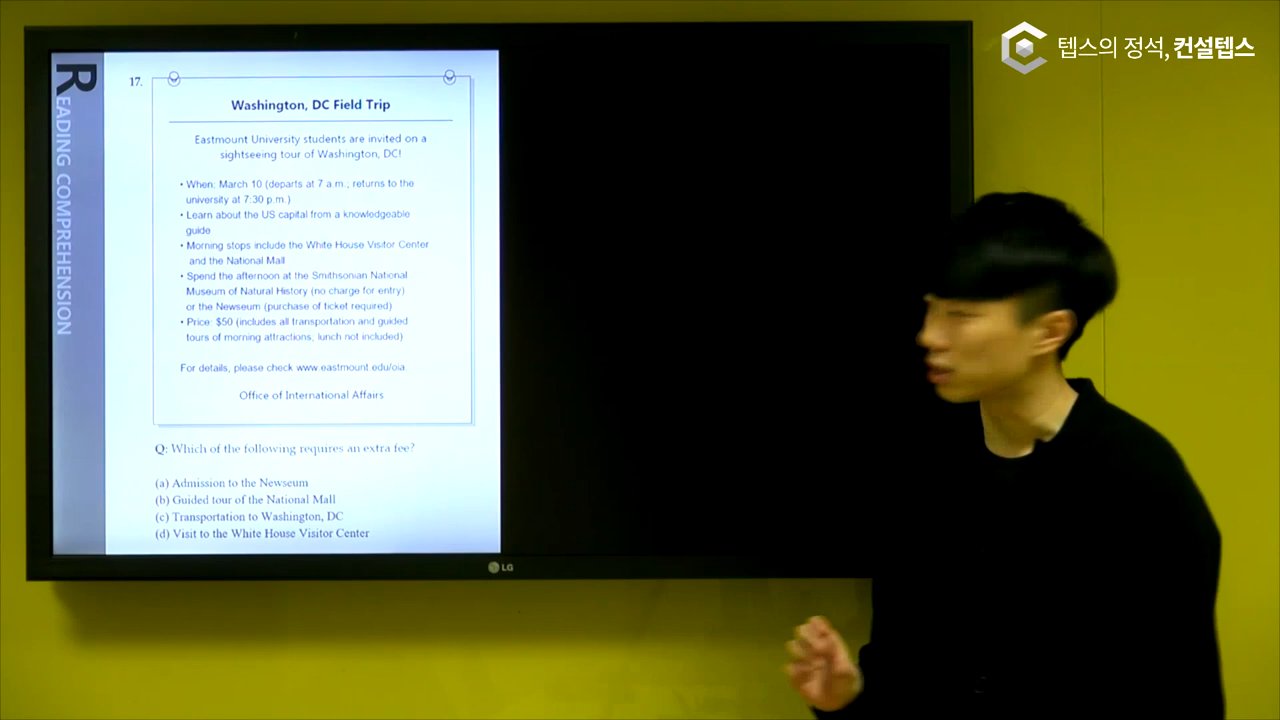 텝스의 정석, 컨설텝스
READING COMPREHENSION
17.
Washington, DC Field Trip
Eastmount University students are invited on a
sightseeing tour of Washington, DC!
• When: March 10 (departs at 7 a.m., returns to the
university at 7:30 p.m.)
• Learn about the US capital from a knowledgeable
guide
• Morning stops include the White House Visitor Center
and the National Mall
• Spend the afternoon at the Smithsonian National
Museum of Natural History (no charge for entry)
or the Newseum (purchase of ticket required)
• Price: $50 (includes all transportation and guided
tours of morning attractions; lunch not included)
For details, please check www.eastmount.edu/oia.
Office of International Affairs
Q: Which of the following requires an extra fee?
(a) Admission to the Newseum
(b) Guided tour of the National Mall
(c) Transportation to Washington, DC
(d) Visit to the White House Visitor Center
LG